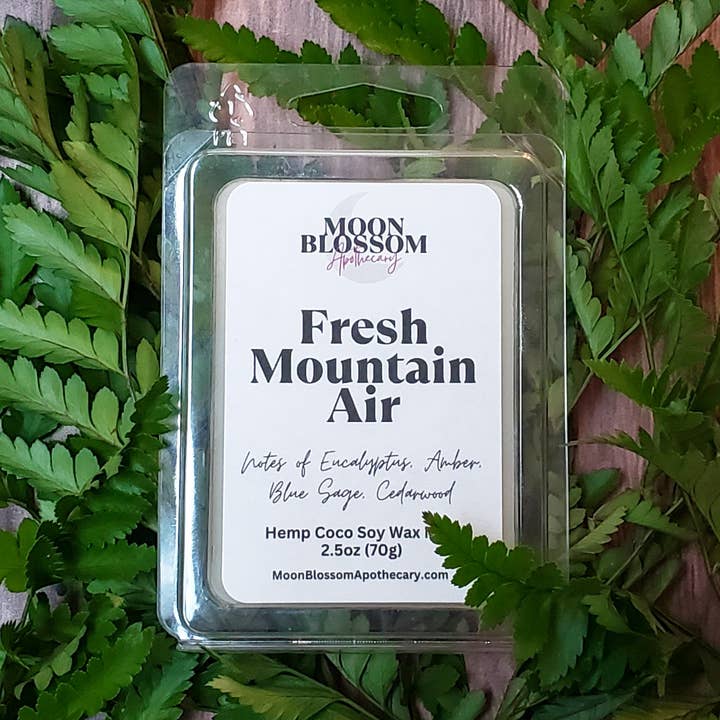 MOON
BLOSSOM
Apothecary
Fresh
Mountain
Air
Notes of Eucalyptus, Amber,
Blue Sage, Cedarwood
Hemp Coco Soy Wax
2.5oz (70g)
MoonBlossomApothecary.com